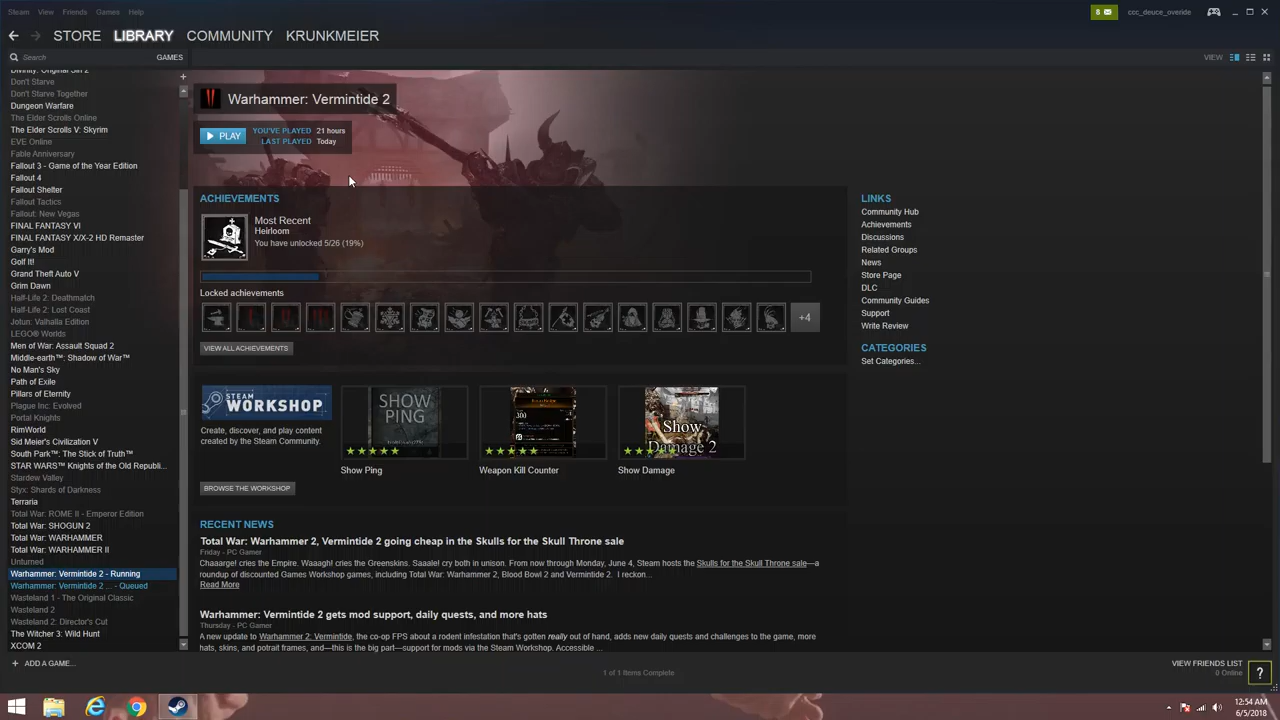 Steam View Friends Games Help
8
ccc_deuce_overide
STORE LIBRARY COMMUNITY KRUNKMEIER
Search
GAMES
VIEW
Divinity: Original Sin 2
Don't Starve
Don't Starve Together
Dungeon Warfare
The Elder Scrolls Online
The Elder Scrolls V: Skyrim
EVE Online
Fable Anniversary
Fallout 3 - Game of the Year Edition
Fallout 4
Fallout Shelter
Fallout Tactics
Fallout: New Vegas
FINAL FANTASY VI
FINAL FANTASY X/X-2 HD Remaster
Garry's Mod
Golf It!
Grand Theft Auto V
Grim Dawn
Half-Life 2: Deathmatch
Half-Life 2: Lost Coast
Jotun: Valhalla Edition
LEGO® Worlds
Men of War: Assault Squad 2
Middle-earth™: Shadow of War™
No Man's Sky
Path of Exile
Pillars of Eternity
Plague Inc: Evolved
Portal Knights
RimWorld
Sid Meier's Civilization V
South Park™: The Stick of Truth™
STAR WARS™ Knights of the Old Republi...
Stardew Valley
Styx: Shards of Darkness
Terraria
Total War: ROME II - Emperor Edition
Total War: SHOGUN 2
Total War: WARHAMMER
Total War: WARHAMMER II
Unturned
Warhammer: Vermintide 2 - Running
Warhammer: Vermintide 2 ... - Queued
Wasteland 1 - The Original Classic
Wasteland 2
Wasteland 2: Director's Cut
The Witcher 3: Wild Hunt
XCOM 2
+ ADD A GAME...
Warhammer: Vermintide 2
PLAY
YOU'VE PLAYED 21 hours
LAST PLAYED Today
ACHIEVEMENTS
Most Recent
Heirloom
You have unlocked 5/26 (19%)
Locked achievements
+4
VIEW ALL ACHIEVEMENTS
STEAM WORKSHOP
Create, discover, and play content
created by the Steam Community.
BROWSE THE WORKSHOP
SHOW
PING
Show Ping
Weapon Kill Counter
Show
Damage 2
Show Damage
RECENT NEWS
Total War: Warhammer 2, Vermintide 2 going cheap in the Skulls for the Skull Throne sale
Friday - PC Gamer
Chaaarge! cries the Empire. Waaagh! cries the Greenskins. Saaale! cry both in unison. From now through Monday, June 4, Steam hosts the Skulls for the Skull Throne sale—a
roundup of discounted Games Workshop games, including Total War: Warhammer 2, Blood Bowl 2 and Vermintide 2. I reckon...
Read More
Warhammer: Vermintide 2 gets mod support, daily quests, and more hats
Thursday - PC Gamer
A new update to Warhammer 2: Vermintide, the co-op FPS about a rodent infestation that's gotten really out of hand, adds new daily quests and challenges to the game, more
hats, skins, and potrait frames, and—this is the big part—support for mods via the Steam Workshop. Accessible ...
LINKS
Community Hub
Achievements
Discussions
Related Groups
News
Store Page
DLC
Community Guides
Support
Write Review
CATEGORIES
Set Categories...
1 of 1 Items Complete
VIEW FRIENDS LIST
0 Online
?
12:54 AM
6/5/2018